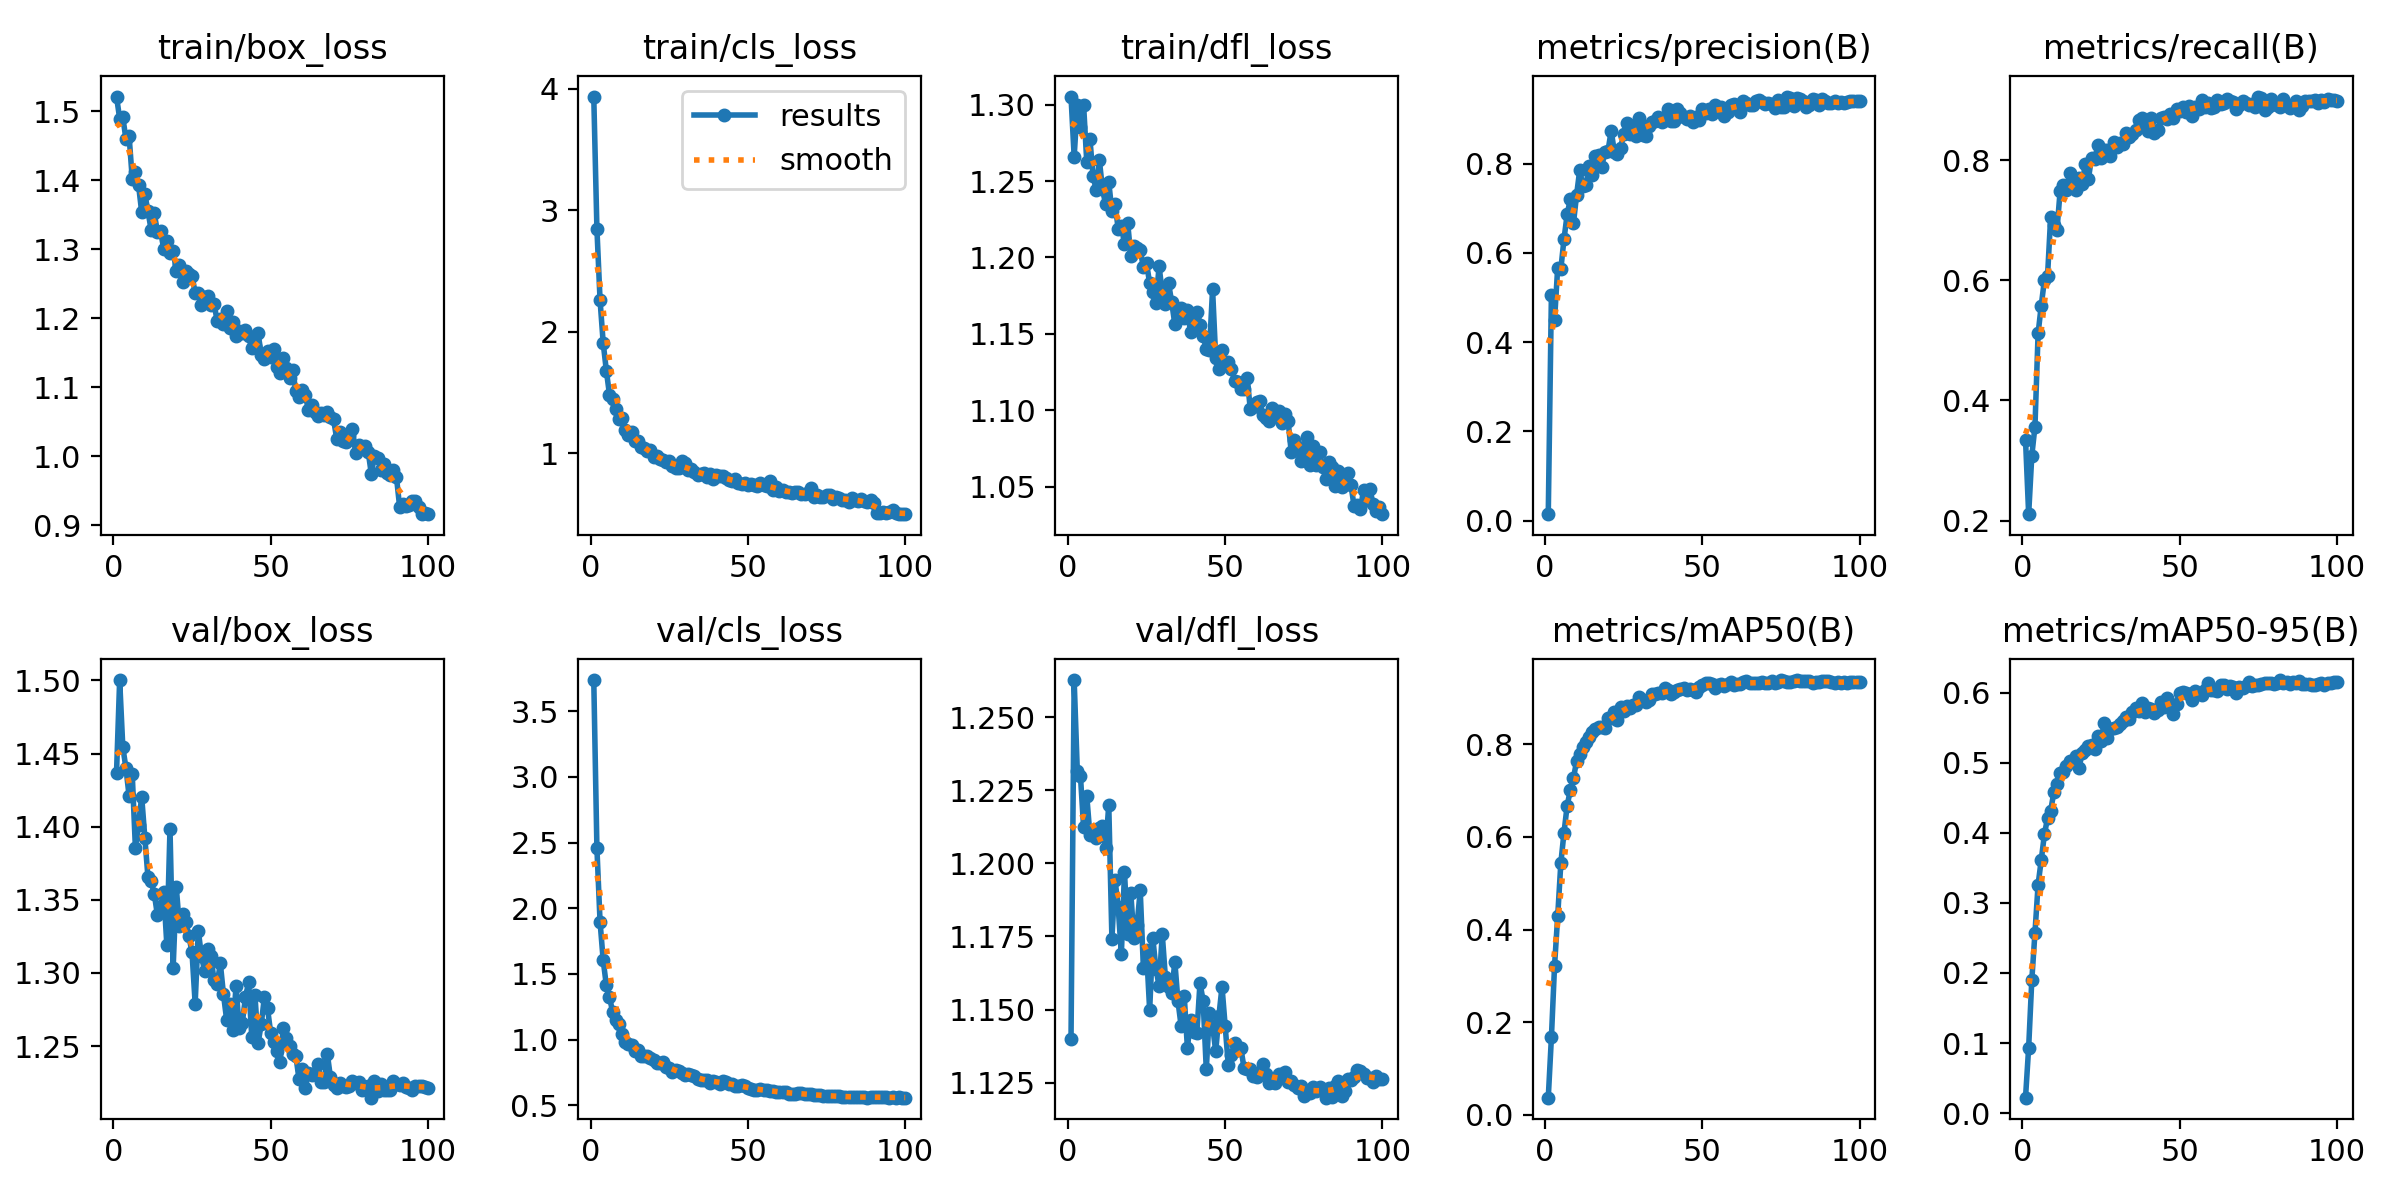 train/box_loss
1.5
1.4
1.3
1.2
1.1
1.0
0.9
0 50 100
train/cls_loss
results
smooth
4
3
2
1
0 50 100
train/dfl_loss
1.30
1.25
1.20
1.15
1.10
1.05
0 50 100
metrics/precision(B)
0.8
0.6
0.4
0.2
0.0
0 50 100
metrics/recall(B)
0.8
0.6
0.4
0.2
0 50 100
val/box_loss
1.50
1.45
1.40
1.35
1.30
1.25
0 50 100
val/cls_loss
3.5
3.0
2.5
2.0
1.5
1.0
0.5
0 50 100
val/dfl_loss
1.250
1.225
1.200
1.175
1.150
1.125
0 50 100
metrics/mAP50(B)
0.8
0.6
0.4
0.2
0.0
0 50 100
metrics/mAP50-95(B)
0.6
0.5
0.4
0.3
0.2
0.1
0.0
0 50 100